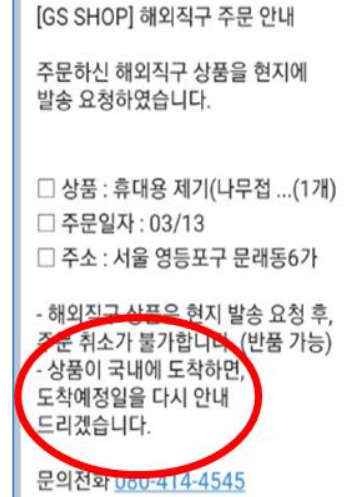 [GS SHOP] 해외직구 주문 안내
주문하신 해외직구 상품을 현지에
발송 요청하였습니다.
□ 상품 : 휴대용 제기(나무접 ...(1개)
□ 주문일자 : 03/13
□ 주소 : 서울 영등포구 문래동6가
- 해외직구 상품은 현지 발송 요청 후,
주문 취소가 불가합니다. (반품 가능)
- 상품이 국내에 도착하면,
도착예정일을 다시 안내
드리겠습니다.
문의전화 080-414-4545